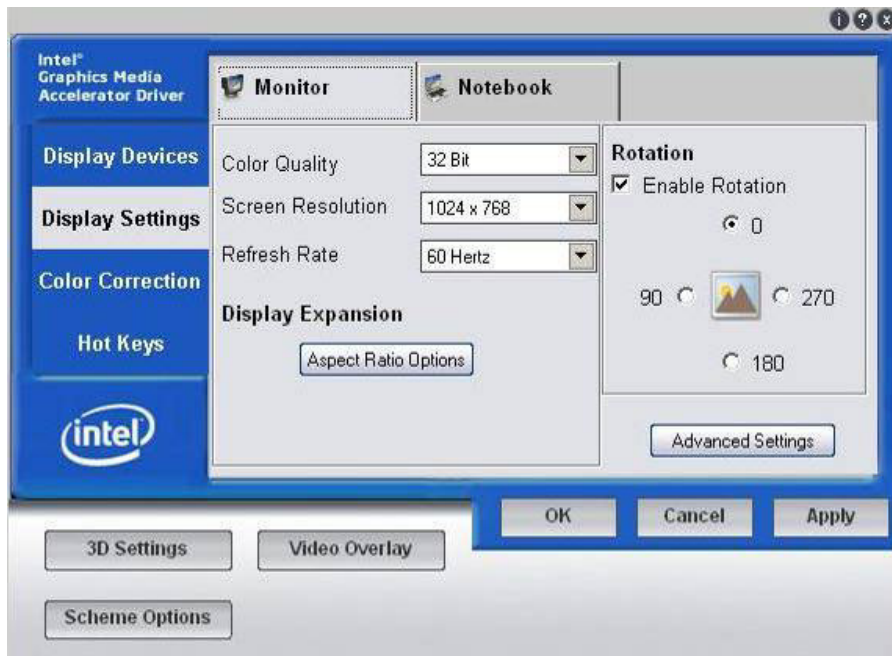 Intel®
Graphics Media
Accelerator Driver
Monitor
Notebook
Display Devices
Display Settings
Color Correction
Hot Keys
intel
Color Quality
32 Bit
Screen Resolution
1024 x 768
Refresh Rate
60 Hertz
Display Expansion
Aspect Ratio Options
Rotation
Enable Rotation
0
90
270
180
Advanced Settings
OK
Cancel
Apply
3D Settings
Video Overlay
Scheme Options